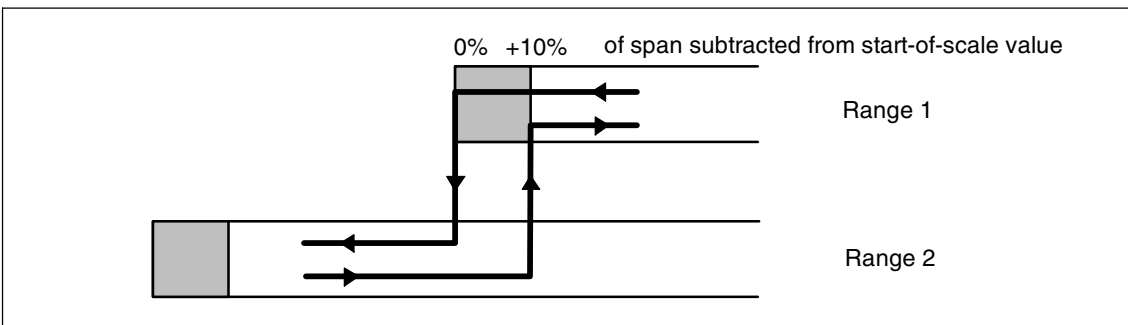 0% +10% of span subtracted from start-of-scale value
Range 1
Range 2